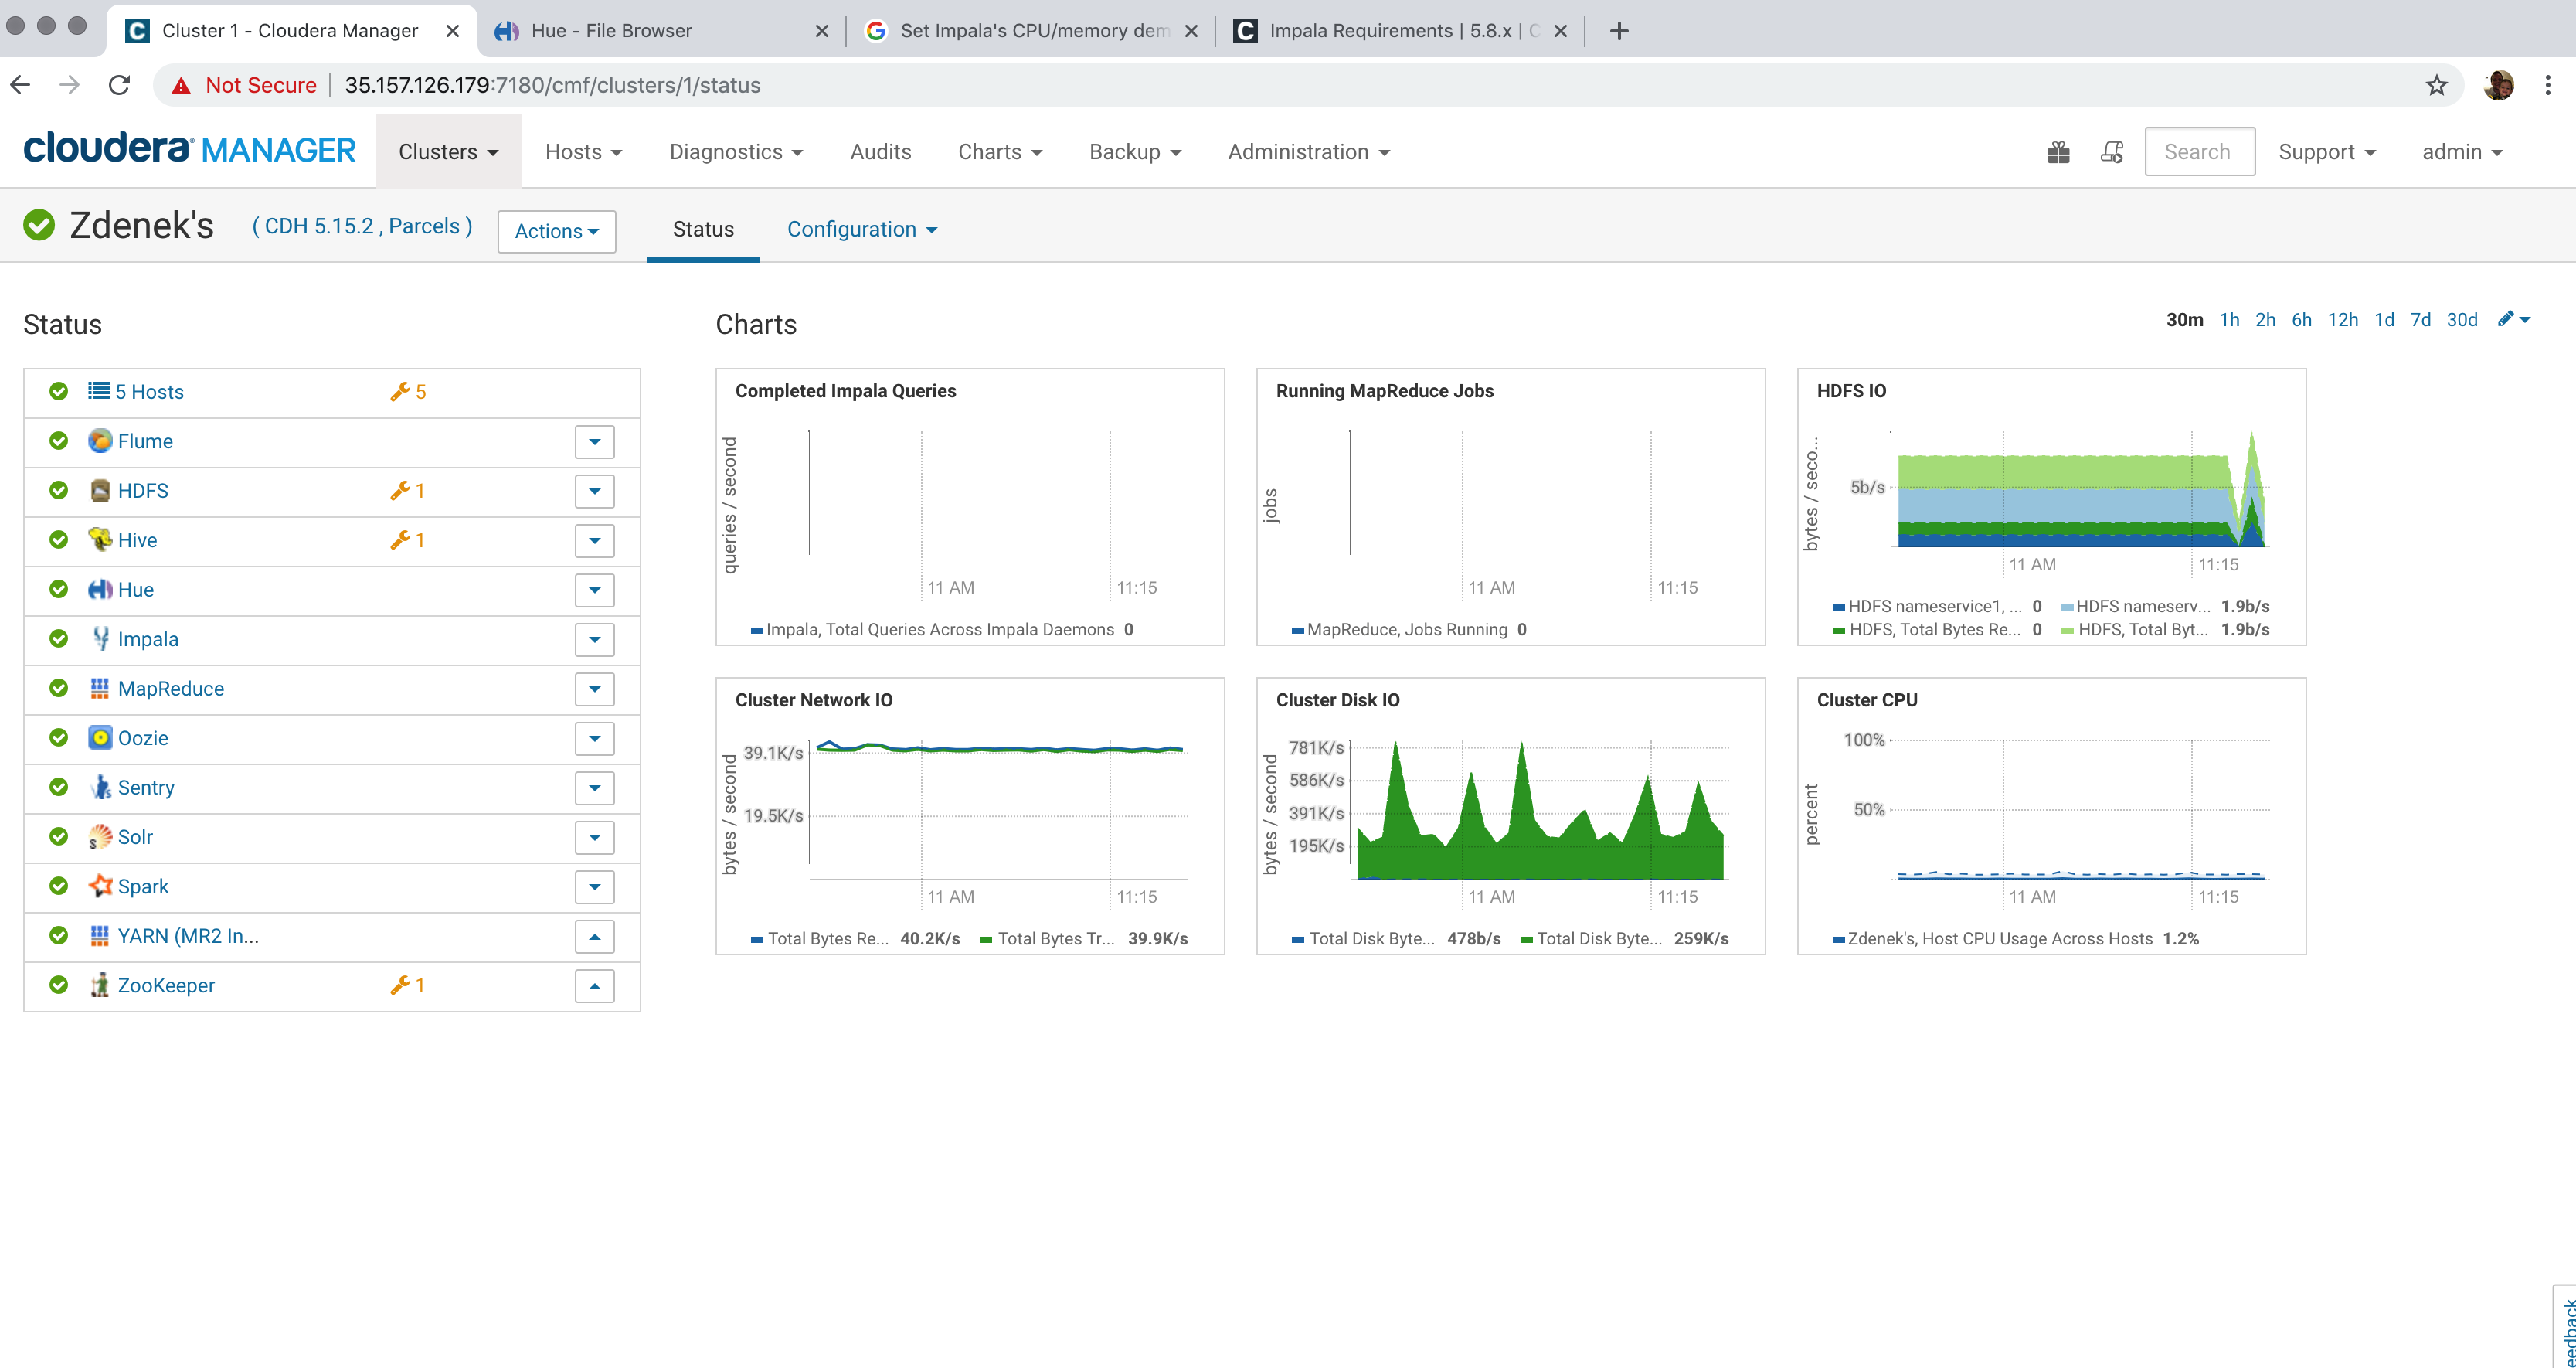 Cluster 1 - Cloudera Manager
Hue - File Browser
Set Impala's CPU/memory dem
Impala Requirements | 5.8.x | C
Not Secure
35.157.126.179:7180/cmf/clusters/1/status
cloudera MANAGER
Clusters
Hosts
Diagnostics
Audits
Charts
Backup
Administration
Search
Support
admin
Zdenek's
( CDH 5.15.2 , Parcels )
Actions
Status
Configuration
Status
5 Hosts 5
Flume
HDFS 1
Hive 1
Hue
Impala
MapReduce
Oozie
Sentry
Solr
Spark
YARN (MR2 In...
ZooKeeper 1
Charts
30m 1h 2h 6h 12h 1d 7d 30d
Completed Impala Queries
queries / second
11 AM 11:15
Impala, Total Queries Across Impala Daemons 0
Running MapReduce Jobs
jobs
11 AM 11:15
MapReduce, Jobs Running 0
HDFS IO
bytes / seco...
5b/s
11 AM 11:15
HDFS nameservice1, ... 0 HDFS nameserv... 1.9b/s
HDFS, Total Bytes Re... 0 HDFS, Total Byt... 1.9b/s
Cluster Network IO
bytes / second
39.1K/s
19.5K/s
11 AM 11:15
Total Bytes Re... 40.2K/s Total Bytes Tr... 39.9K/s
Cluster Disk IO
bytes / second
781K/s
586K/s
391K/s
195K/s
11 AM 11:15
Total Disk Byte... 478b/s Total Disk Byte... 259K/s
Cluster CPU
percent
100%
50%
11 AM 11:15
Zdenek's, Host CPU Usage Across Hosts 1.2%
eedback